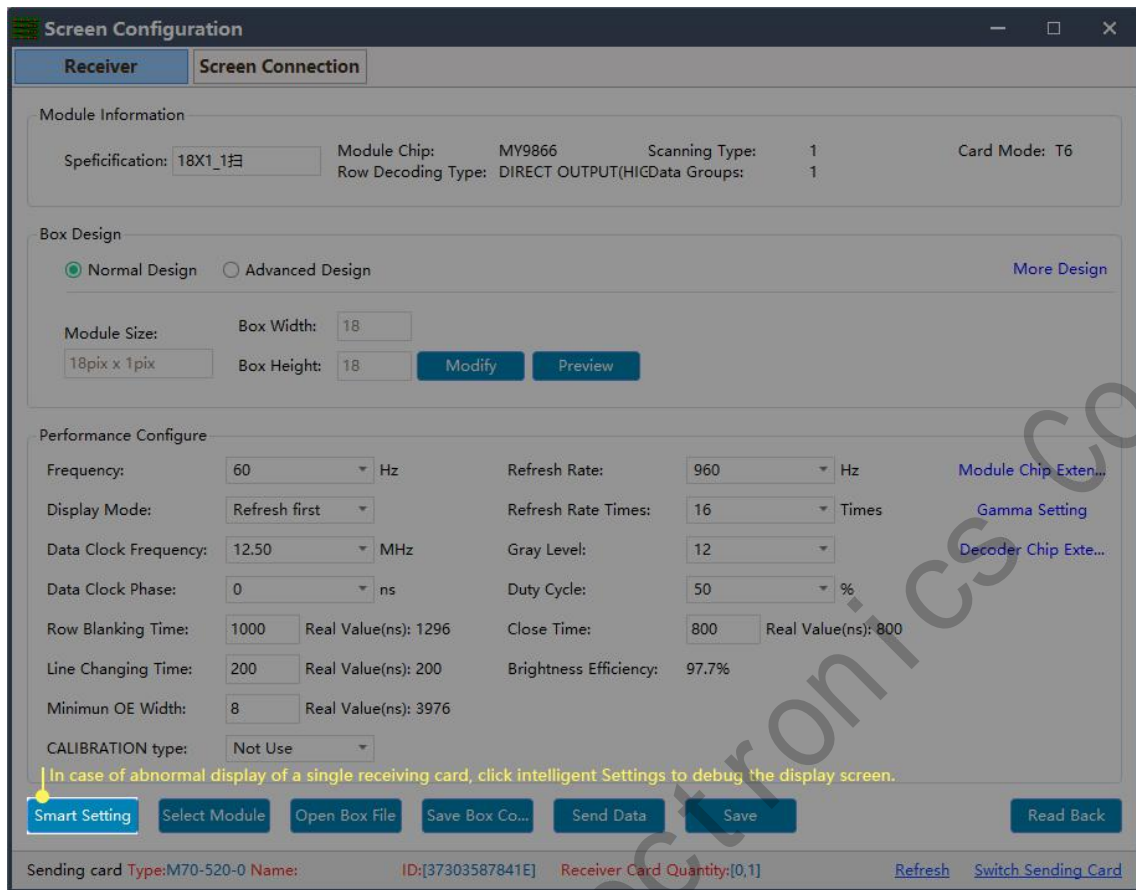 Screen Configuration
Receiver Screen Connection
Module Information
Speficification: 18X1_1扫 Module Chip: MY9866 Scanning Type: 1 Card Mode: T6
Row Decoding Type: DIRECT OUTPUT(HIGData Groups: 1
Box Design
Normal Design Advanced Design More Design
Module Size: Box Width: 18
18pix x 1pix Box Height: 18 Modify Preview
Performance Configure
Frequency: 60 Hz Refresh Rate: 960 Hz Module Chip Exten...
Display Mode: Refresh first Refresh Rate Times: 16 Times Gamma Setting
Data Clock Frequency: 12.50 MHz Gray Level: 12 Decoder Chip Exte...
Data Clock Phase: 0 ns Duty Cycle: 50 %
Row Blanking Time: 1000 Real Value(ns): 1296 Close Time: 800 Real Value(ns): 800
Line Changing Time: 200 Real Value(ns): 200 Brightness Efficiency: 97.7%
Minimun OE Width: 8 Real Value(ns): 3976
CALIBRATION type: Not Use
In case of abnormal display of a single receiving card, click intelligent Settings to debug the display screen.
Smart Setting Select Module Open Box File Save Box Co... Send Data Save Read Back
Sending card Type:M70-520-0 Name: ID:[37303587841E] Receiver Card Quantity:[0,1] Refresh Switch Sending Card
ectronics Co